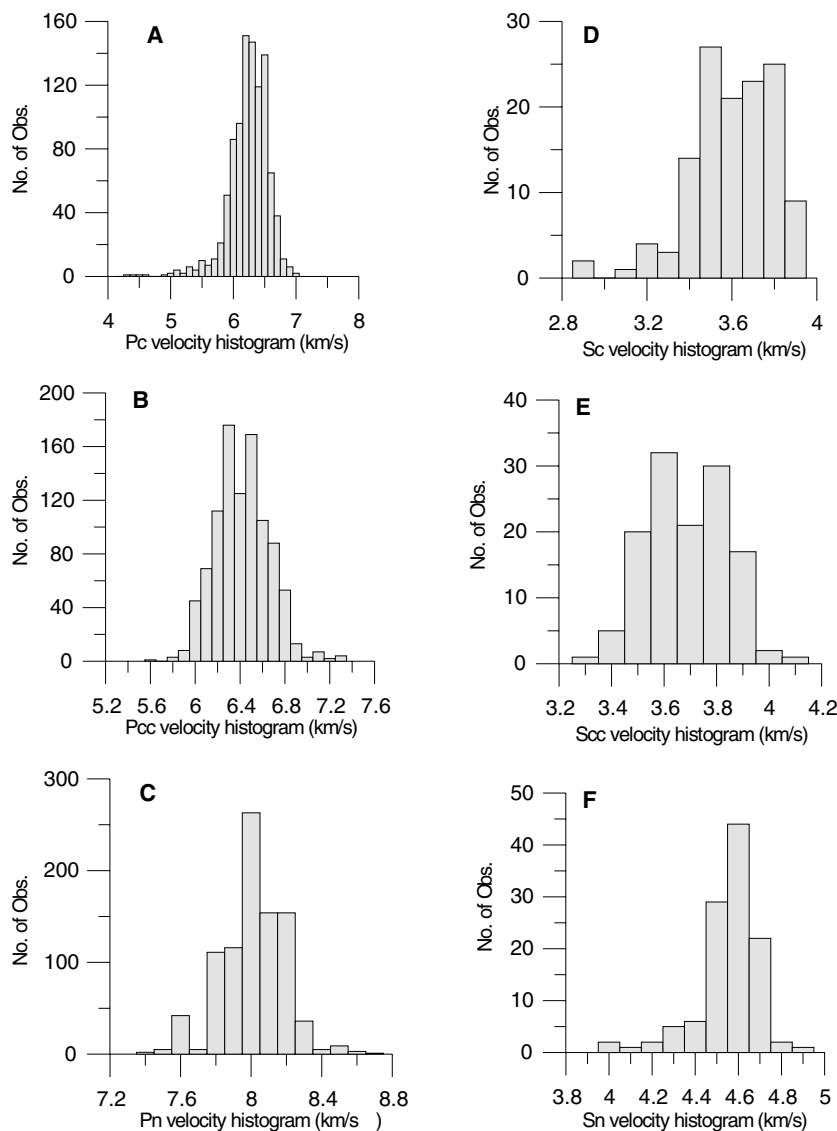 A
No. of Obs.
160
120
80
40
0
4 5 6 7 8
Pc velocity histogram (km/s)
D
No. of Obs.
30
20
10
0
2.8 3.2 3.6 4
Sc velocity histogram (km/s)
B
No. of Obs.
200
160
120
80
40
0
5.2 5.6 6 6.4 6.8 7.2 7.6
Pcc velocity histogram (km/s)
E
No. of Obs.
40
30
20
10
0
3.2 3.4 3.6 3.8 4 4.2
Scc velocity histogram (km/s)
C
No. of Obs.
300
200
100
0
7.2 7.6 8 8.4 8.8
Pn velocity histogram (km/s )
F
No. of Obs.
50
40
30
20
10
0
3.8 4 4.2 4.4 4.6 4.8 5
Sn velocity histogram (km/s)